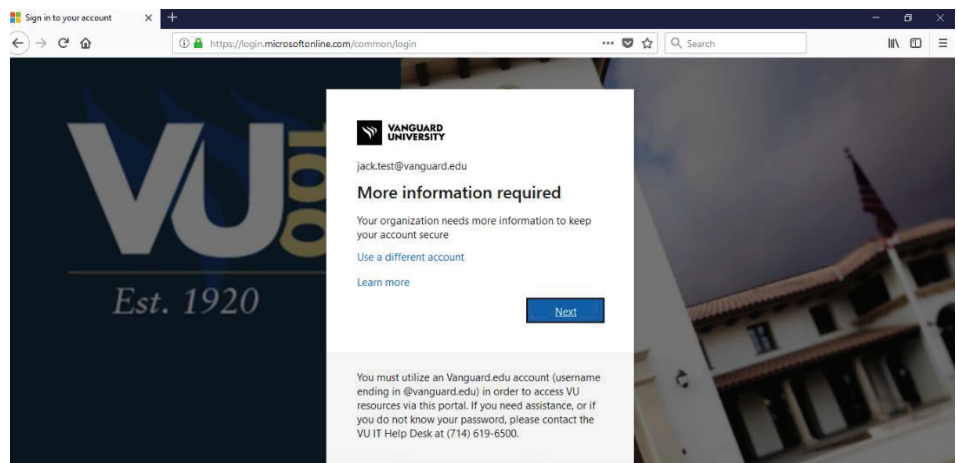 Sign in to your account
https://login.microsoftonline.com/common/login
Search
VU
100
Est. 1920
VANGUARD
UNIVERSITY
jack.test@vanguard.edu
More information required
Your organization needs more information to keep
your account secure
Use a different account
Learn more
Next
You must utilize an Vanguard.edu account (username
ending in @vanguard.edu) in order to access VU
resources via this portal. If you need assistance, or if
you do not know your password, please contact the
VU IT Help Desk at (714) 619-6500.